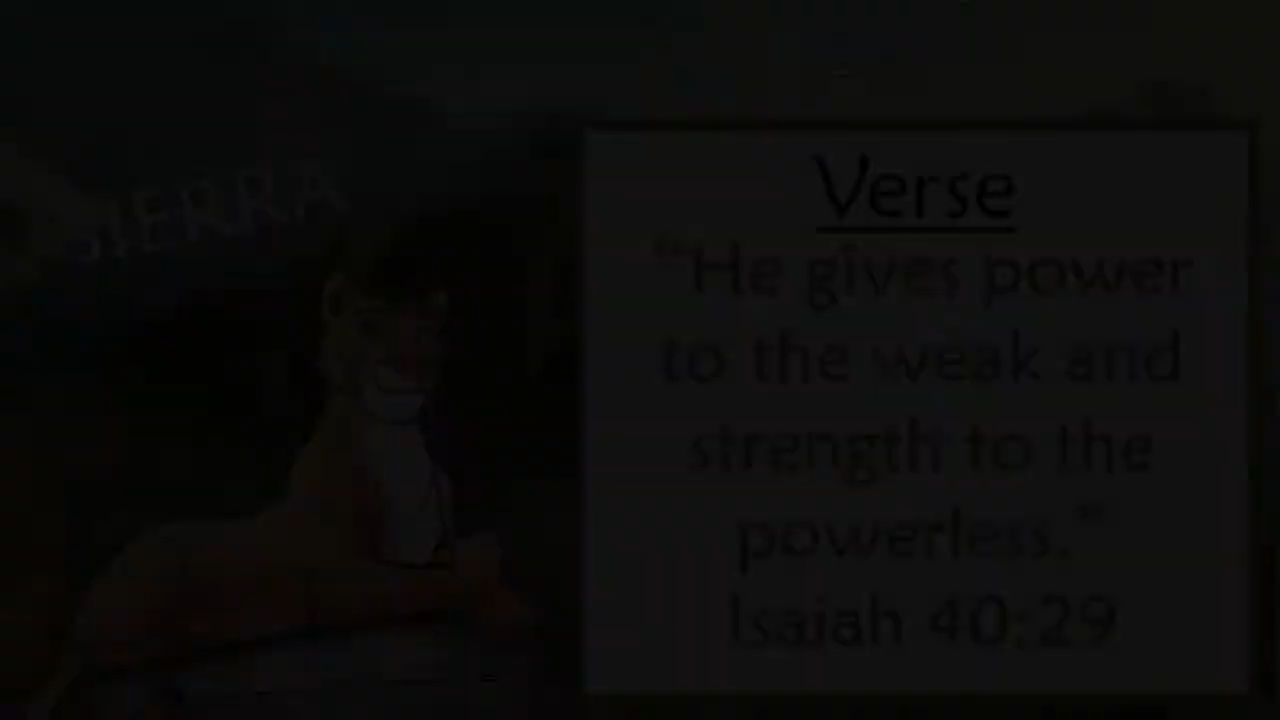 SIERRA
Verse
"He gives power
to the weak and
strength to the
powerless."
Isaiah 40:29